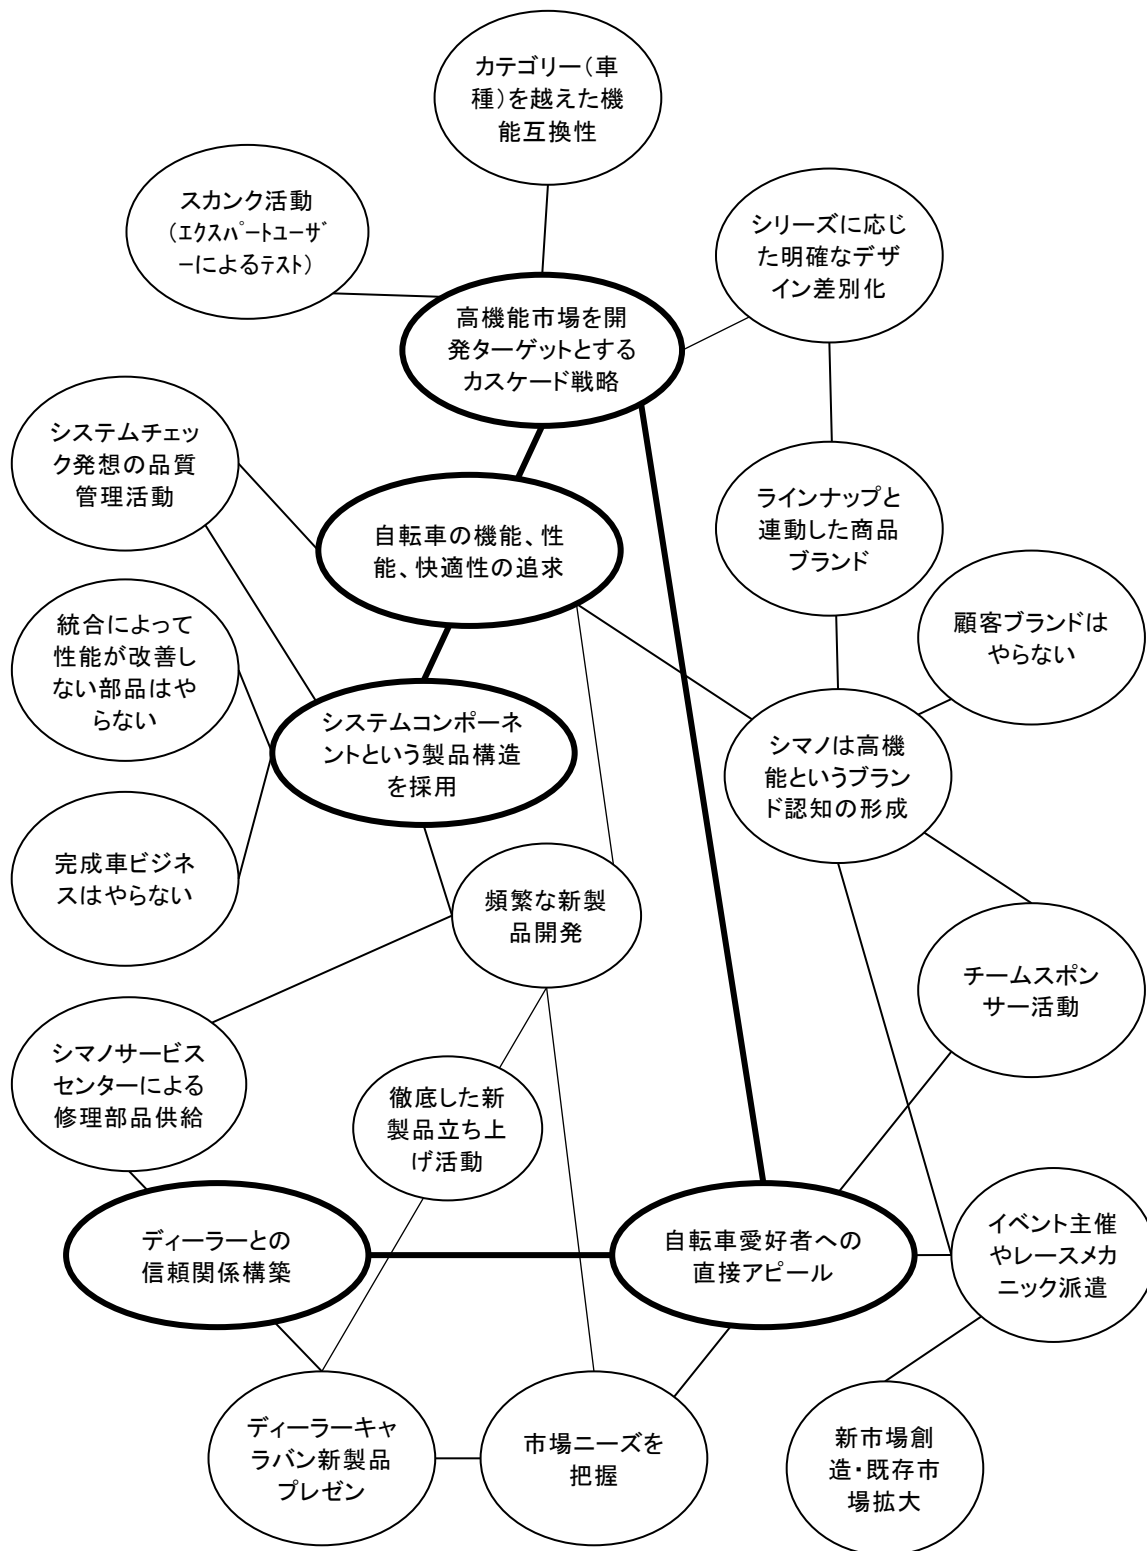 カテゴリー（車
種）を越えた機
能互換性
スカンク活動
（ｴｸｽﾊﾟｰﾄユーｻﾞ
ーによるﾃｽﾄ）
シリーズに応じ
た明確なデザ
イン差別化
高機能市場を開
発ターゲットとする
カスケード戦略
システムチェッ
ク発想の品質
管理活動
ラインナップと
連動した商品
ブランド
自転車の機能、性
能、快適性の追求
統合によって
性能が改善し
ない部品はや
らない
顧客ブランドは
やらない
システムコンポーネ
ントという製品構造
を採用
シマノは高機
能というブラン
ド認知の形成
完成車ビジネ
スはやらない
頻繁な新製
品開発
チームスポン
サー活動
シマノサービス
センターによる
修理部品供給
徹底した新
製品立ち上
げ活動
ディーラーとの
信頼関係構築
自転車愛好者への
直接アピール
イベント主催
やレースメカ
ニック派遣
ディーラーキャ
ラバン新製品
プレゼン
市場ニーズを
把握
新市場創
造・既存市
場拡大